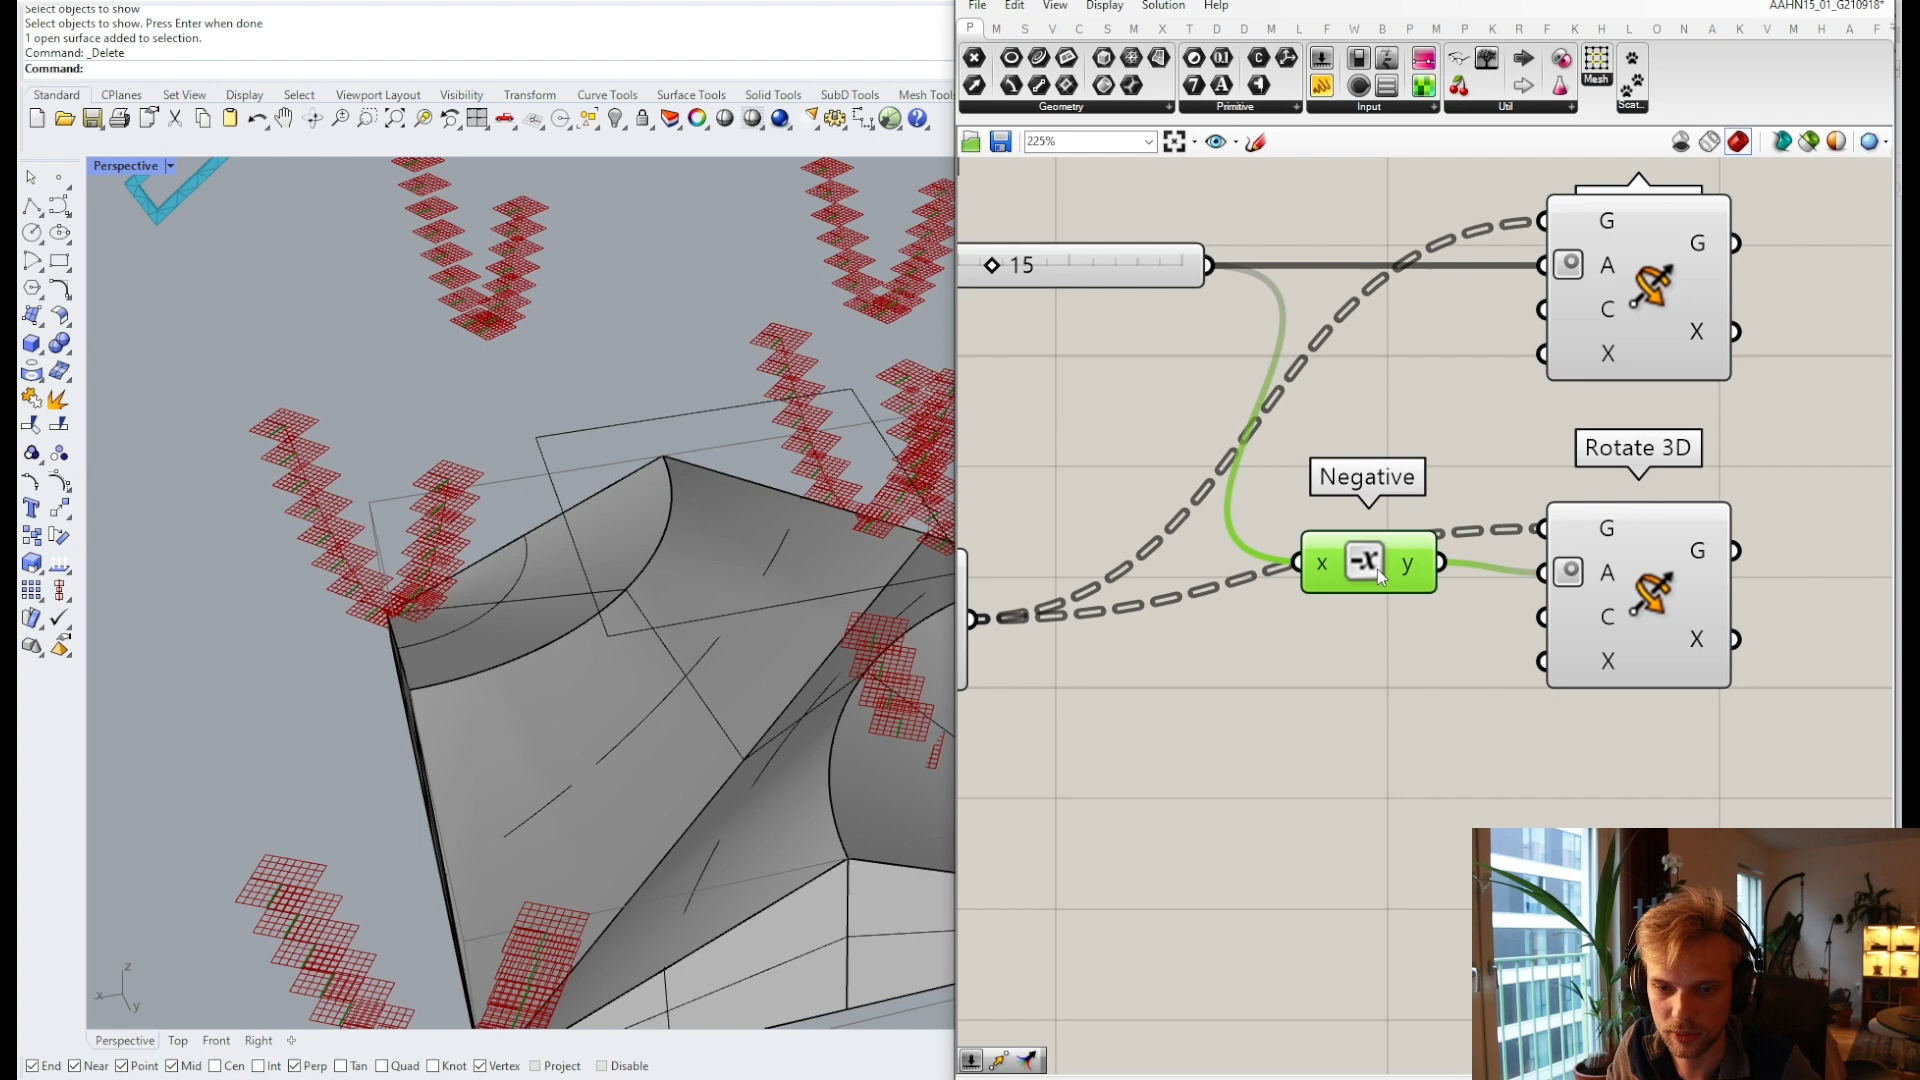 Select objects to show
Select objects to show. Press Enter when done
1 open surface added to selection.
Command: _Delete
Command:
Standard CPlanes Set View Display Select Viewport Layout Visibility Transform Curve Tools Surface Tools Solid Tools SubD Tools Mesh Tool
Perspective
z
x
y
Perspective Top Front Right
End Near Point Mid Cen Int Perp Tan Quad Knot Vertex Project Disable
File Edit View Display Solution Help
AAHN15_01_G210918*
P M S V C S M X T D D M L F W B P M P K R F K H L O N A K V M H A F
Geometry Primitive Input Util
Mesh
Scat...
225%
15
G
A
C
X
G
X
Rotate 3D
Negative
x -x y
G
A
C
X
G
X